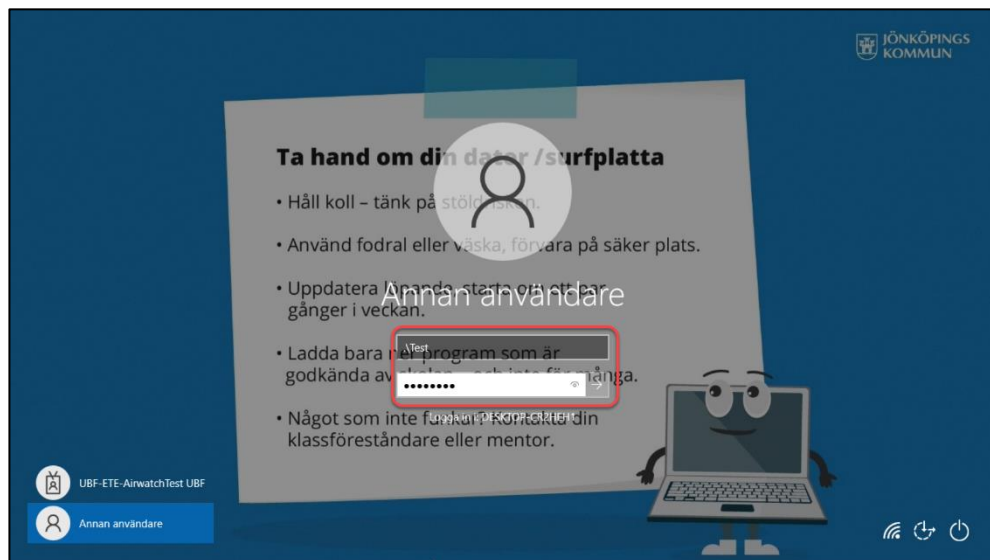 JÖNKÖPINGS
KOMMUN
Ta hand om din dator /surfplatta
• Håll koll – tänk på stöldrisken.
• Använd fodral eller väska, förvara på säker plats.
Annan användare
• Uppdatera löpande, starta om ett par
gånger i veckan.
\Test
• Ladda bara ner program som är
godkända av skolan – och inte för många.
Logga in i: DESKTOP-
• Något som inte funkar? Kontakta din
klassföreståndare eller mentor.
UBF-ETE-AirwatchTest UBF
Annan användare